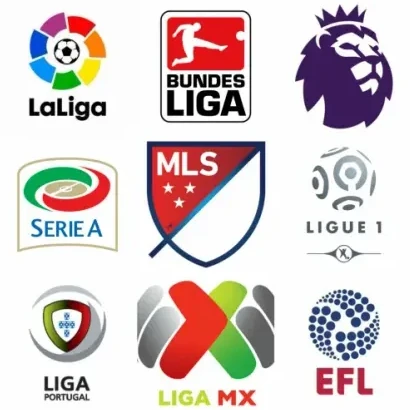 LaLiga
BUNDES
LIGA
SERIE A
MLS
LIGUE 1
LIGA
PORTUGAL
LIGA MX
EFL